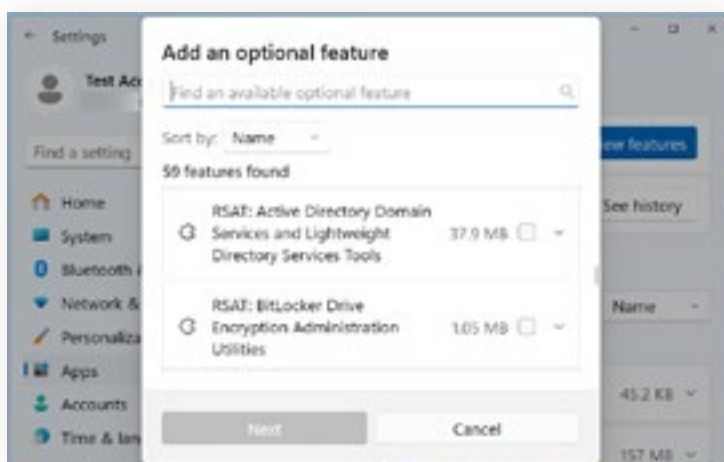 Settings
Test Acc
Find a setting
Home
System
Bluetooth &
Network &
Personaliza
Apps
Accounts
Time & lan
Add an optional feature
Find an available optional feature
Sort by: Name
59 features found
RSAT: Active Directory Domain
Services and Lightweight
Directory Services Tools
37.9 MB
RSAT: BitLocker Drive
Encryption Administration
Utilities
1.05 MB
Next
Cancel
ew features
See history
Name
45.2 KB
157 MB